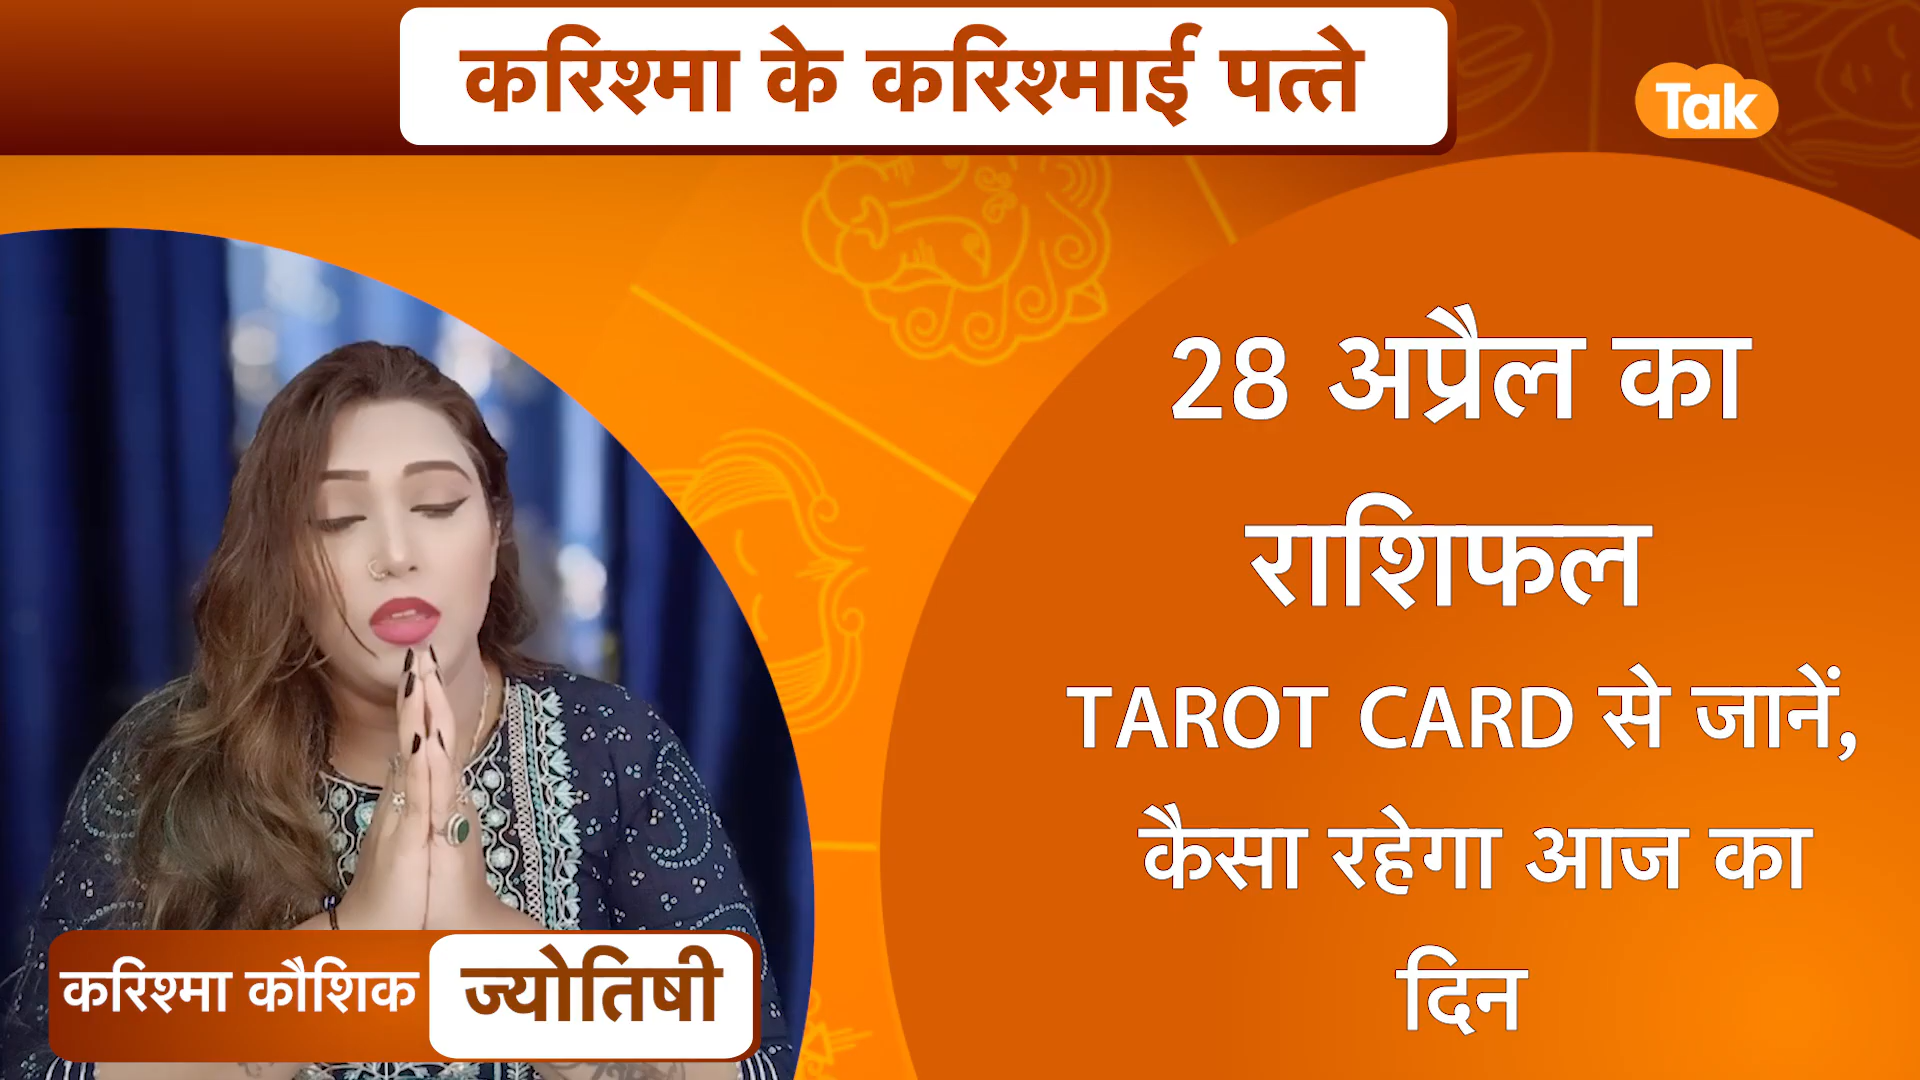 करिश्मा के करिश्माई पत्ते
Tak
28 अप्रैल का
राशिफल
TAROT CARD से जानें,
कैसा रहेगा आज का
दिन
करिश्मा कौशिक
ज्योतिषी